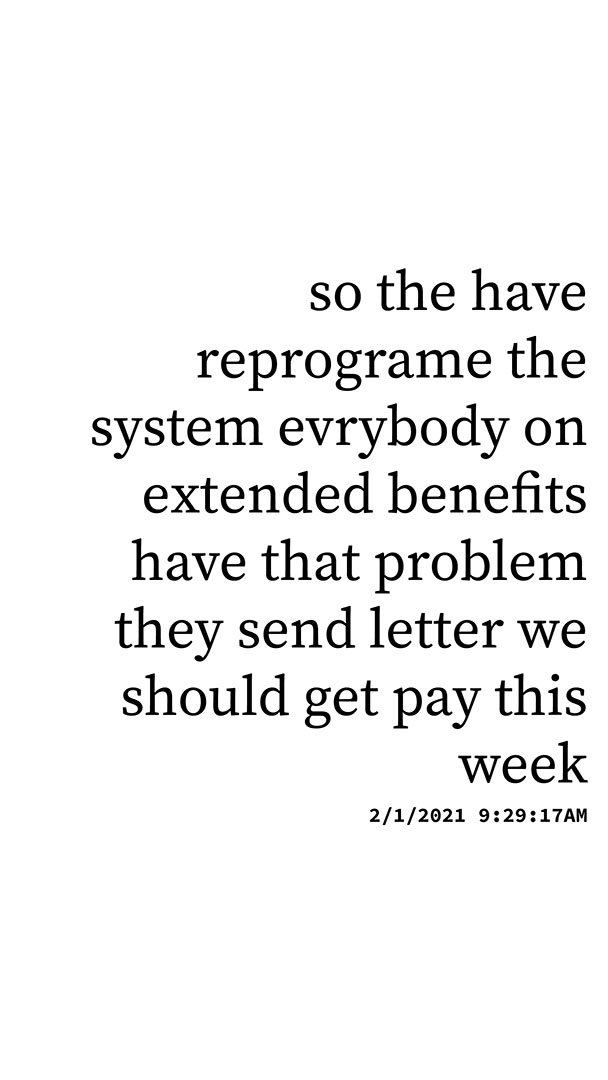 so the have
reprograme the
system evrybody on
extended benefits
have that problem
they send letter we
should get pay this
week
2/1/2021 9:29:17AM